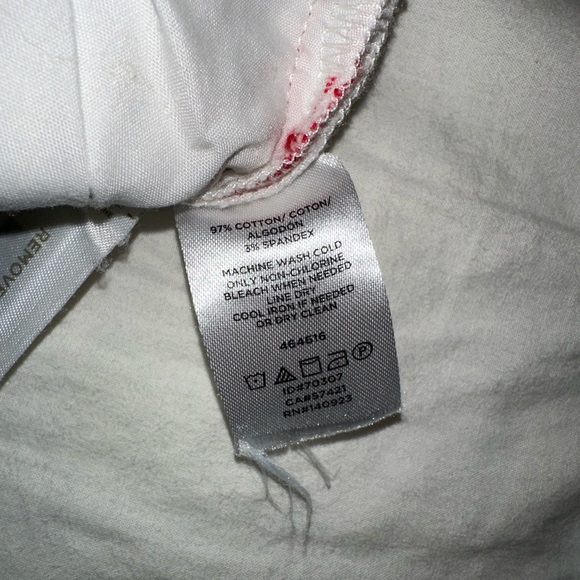 97% COTTON/ COTON/
ALGODÓN
3% SPANDEX
MACHINE WASH COLD
ONLY NON-CHLORINE
BLEACH WHEN NEEDED
LINE DRY
COOL IRON IF NEEDED
OR DRY CLEAN
464616
P
ID#70307
CA#57421
RN#140923
REMOVE